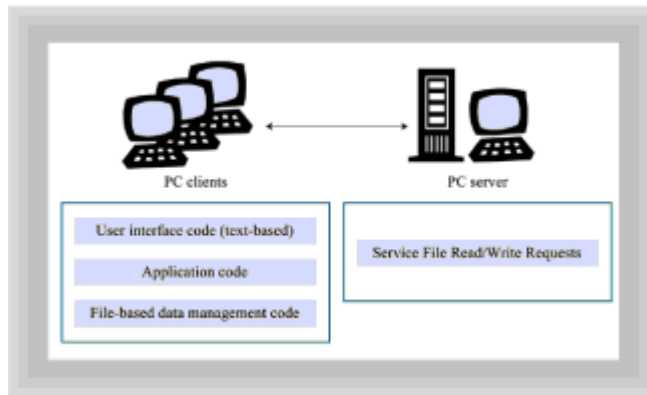 PC clients
PC server
User interface code (text-based)
Application code
File-based data management code
Service File Read/Write Requests